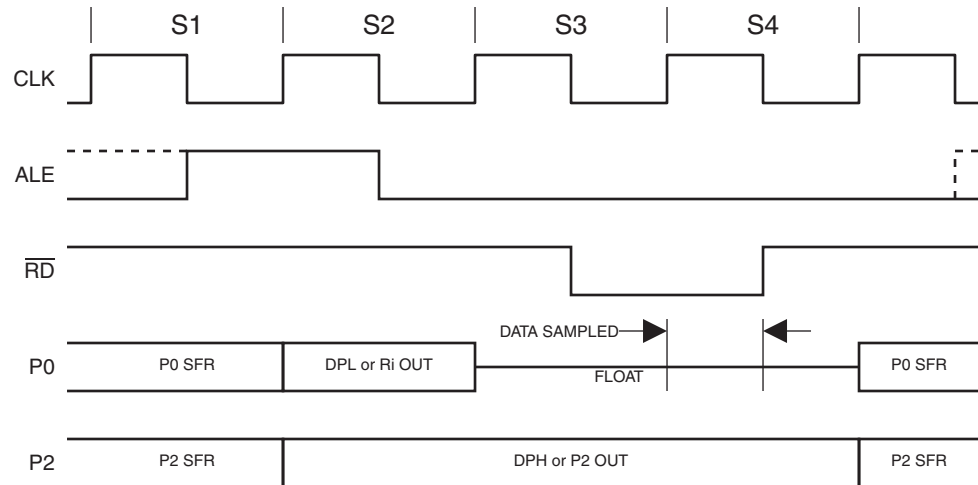 S1 S2 S3 S4
CLK
ALE
RD
DATA SAMPLED
P0 P0 SFR DPL or Ri OUT FLOAT P0 SFR
P2 P2 SFR DPH or P2 OUT P2 SFR